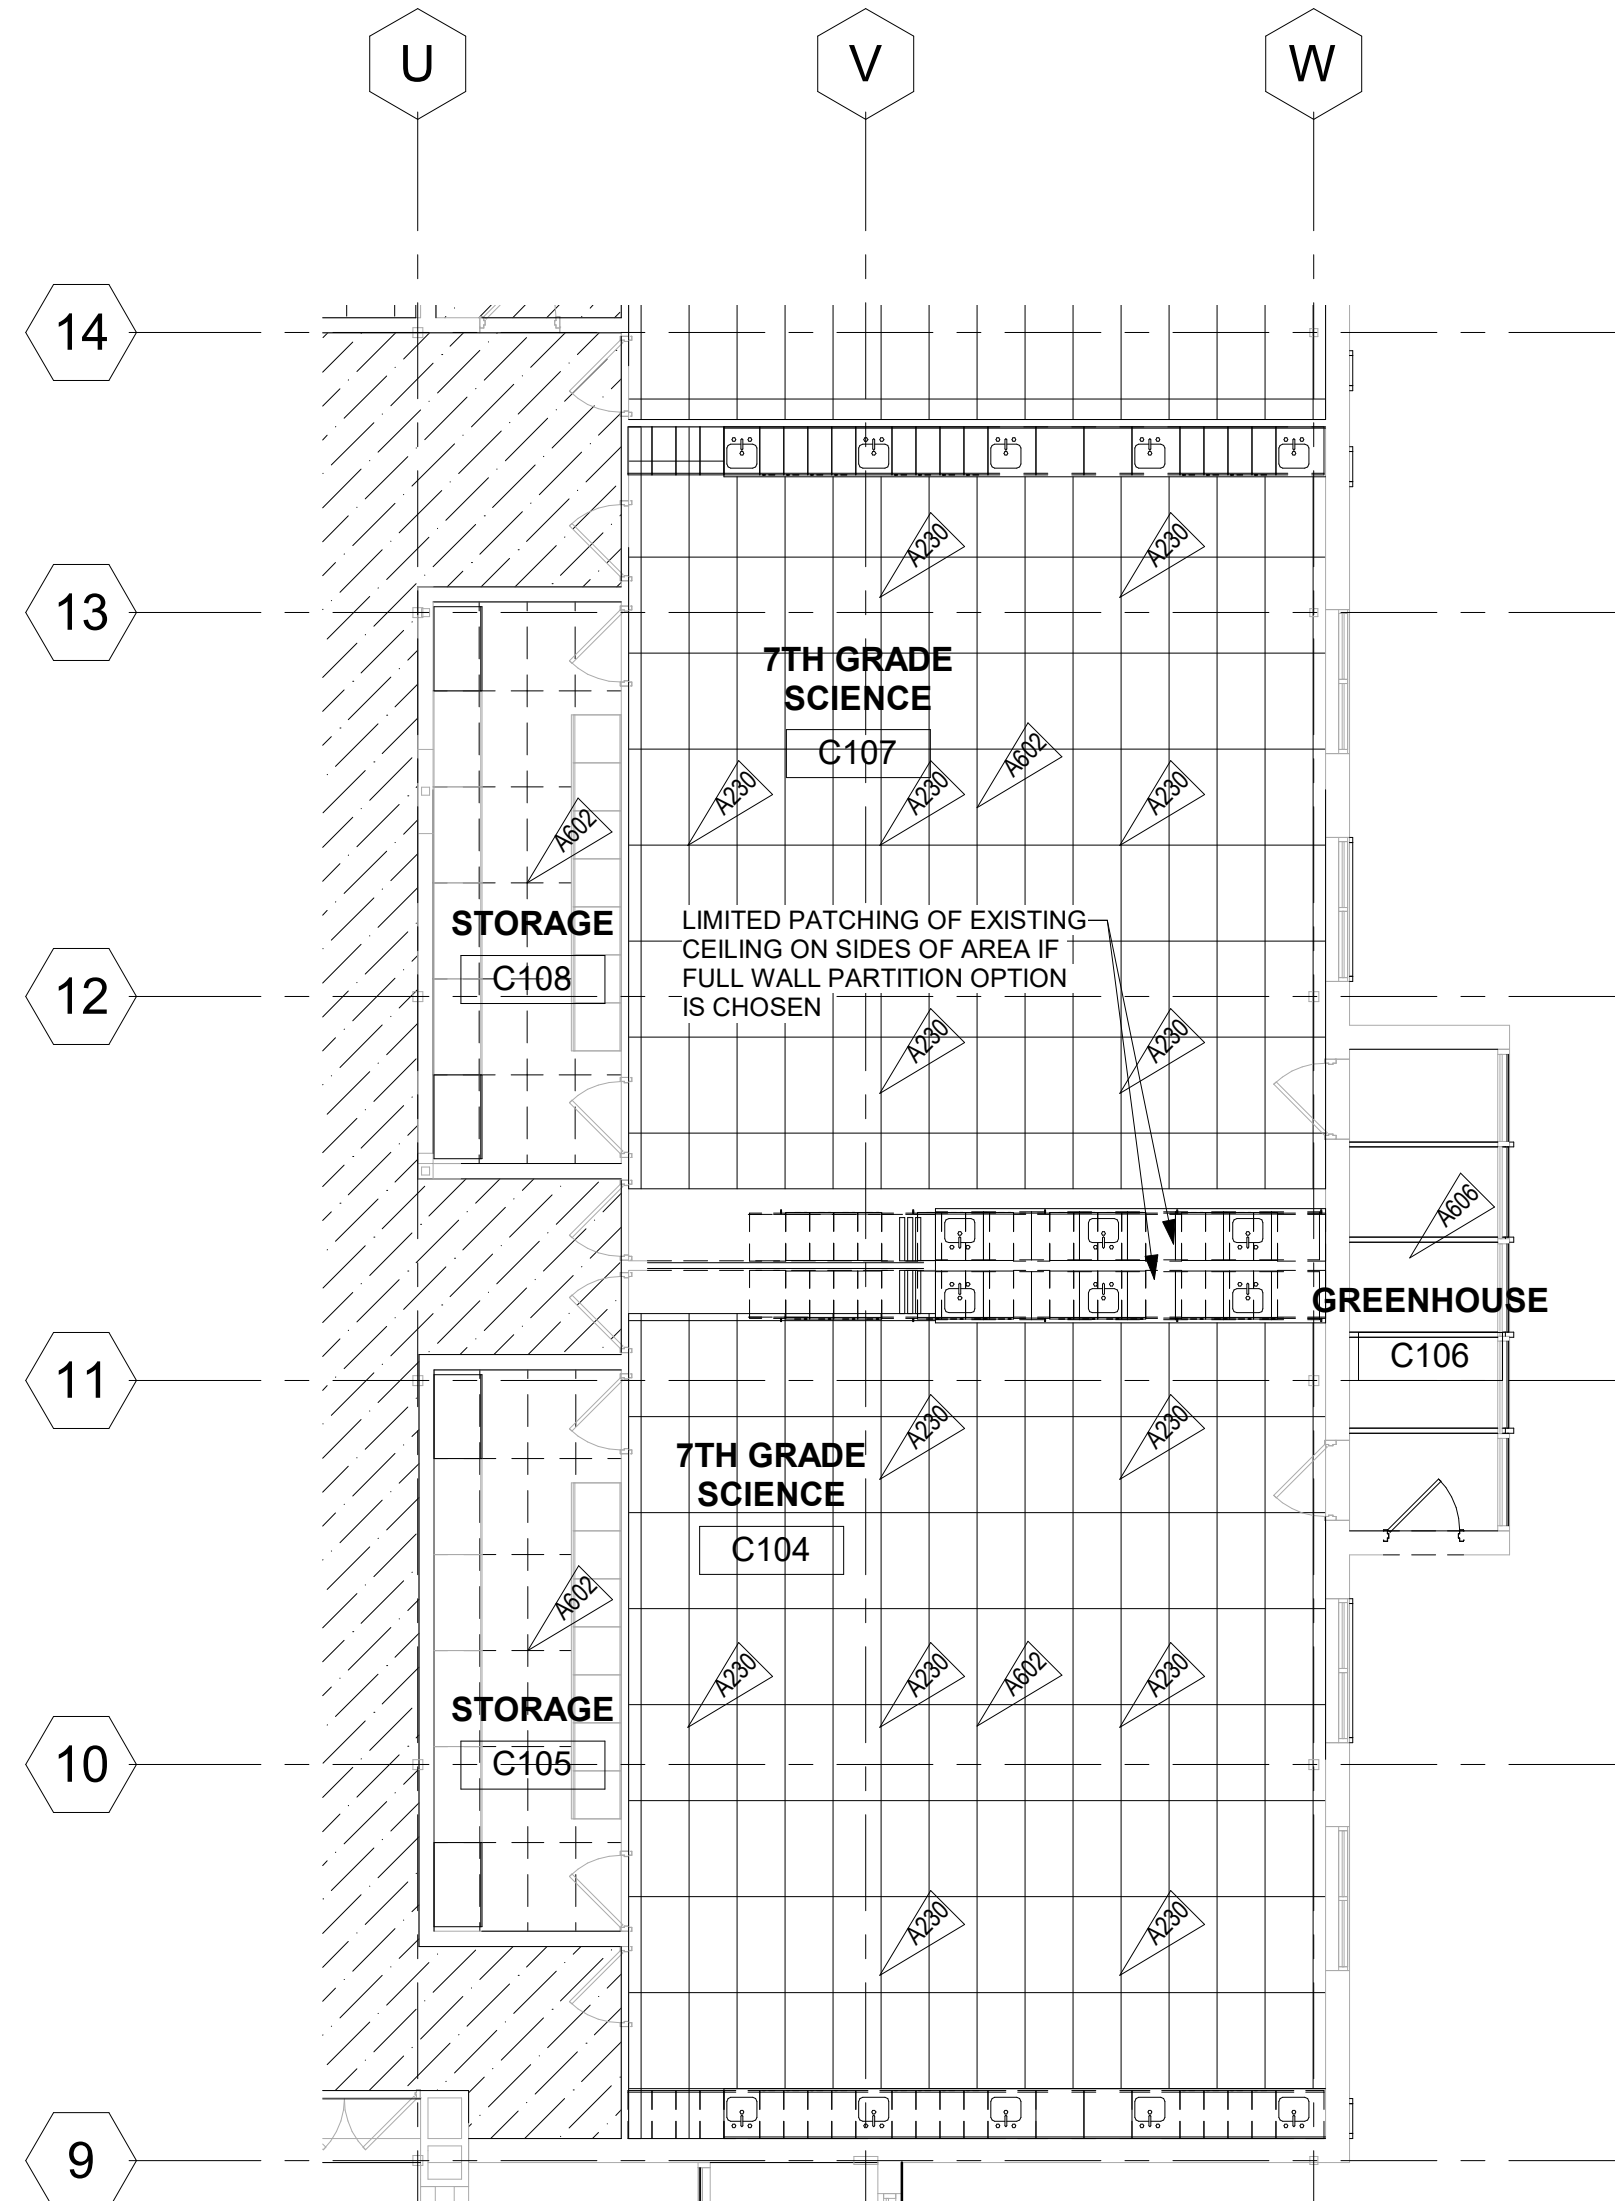 U
V
W
14
A230
A230
13
7TH GRADE
SCIENCE
C107
A602
A230
A230
A230
A602
STORAGE
C108
LIMITED PATCHING OF EXISTING
CEILING ON SIDES OF AREA IF
FULL WALL PARTITION OPTION
IS CHOSEN
12
A230
A230
A606
GREENHOUSE
C106
11
A230
A230
7TH GRADE
SCIENCE
C104
A602
A230
A230
A602
A230
STORAGE
C105
10
A230
A230
9